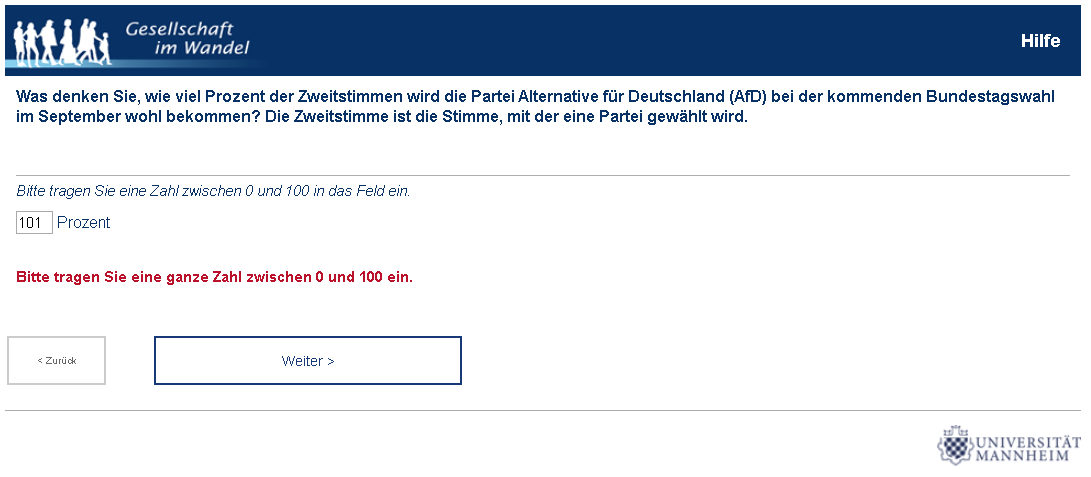 Gesellschaft
im Wandel
Hilfe
Was denken Sie, wie viel Prozent der Zweitstimmen wird die Partei Alternative für Deutschland (AfD) bei der kommenden Bundestagswahl
im September wohl bekommen? Die Zweitstimme ist die Stimme, mit der eine Partei gewählt wird.
Bitte tragen Sie eine Zahl zwischen 0 und 100 in das Feld ein.
101 Prozent
Bitte tragen Sie eine ganze Zahl zwischen 0 und 100 ein.
< Zurück
Weiter >
UNIVERSITÄT
MANNHEIM